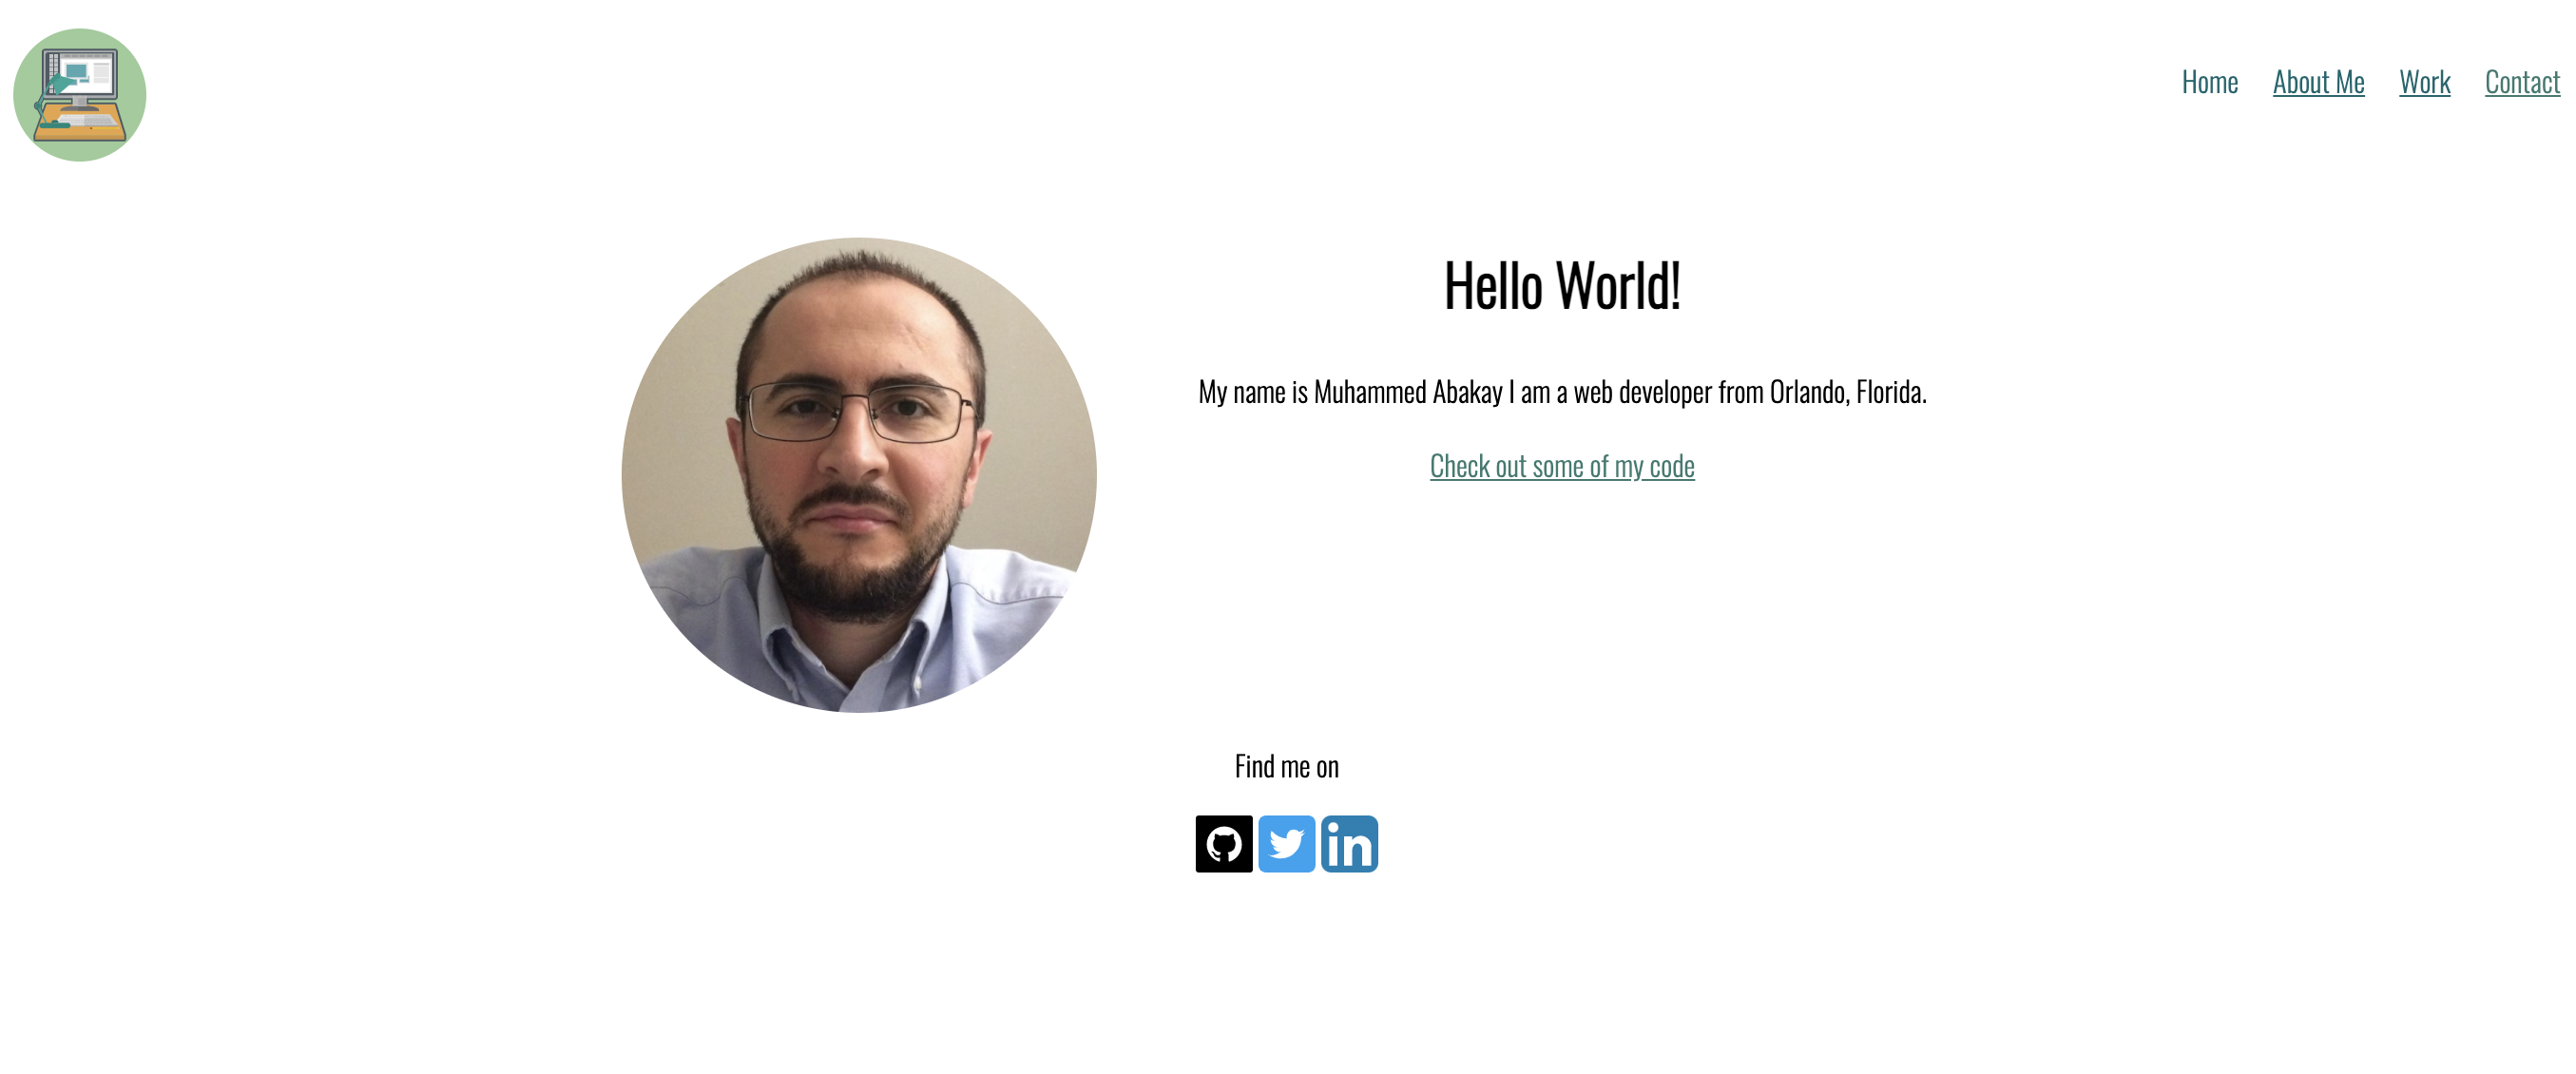 Home About Me Work Contact
Hello World!
My name is Muhammed Abakay I am a web developer from Orlando, Florida.
Check out some of my code
Find me on
in